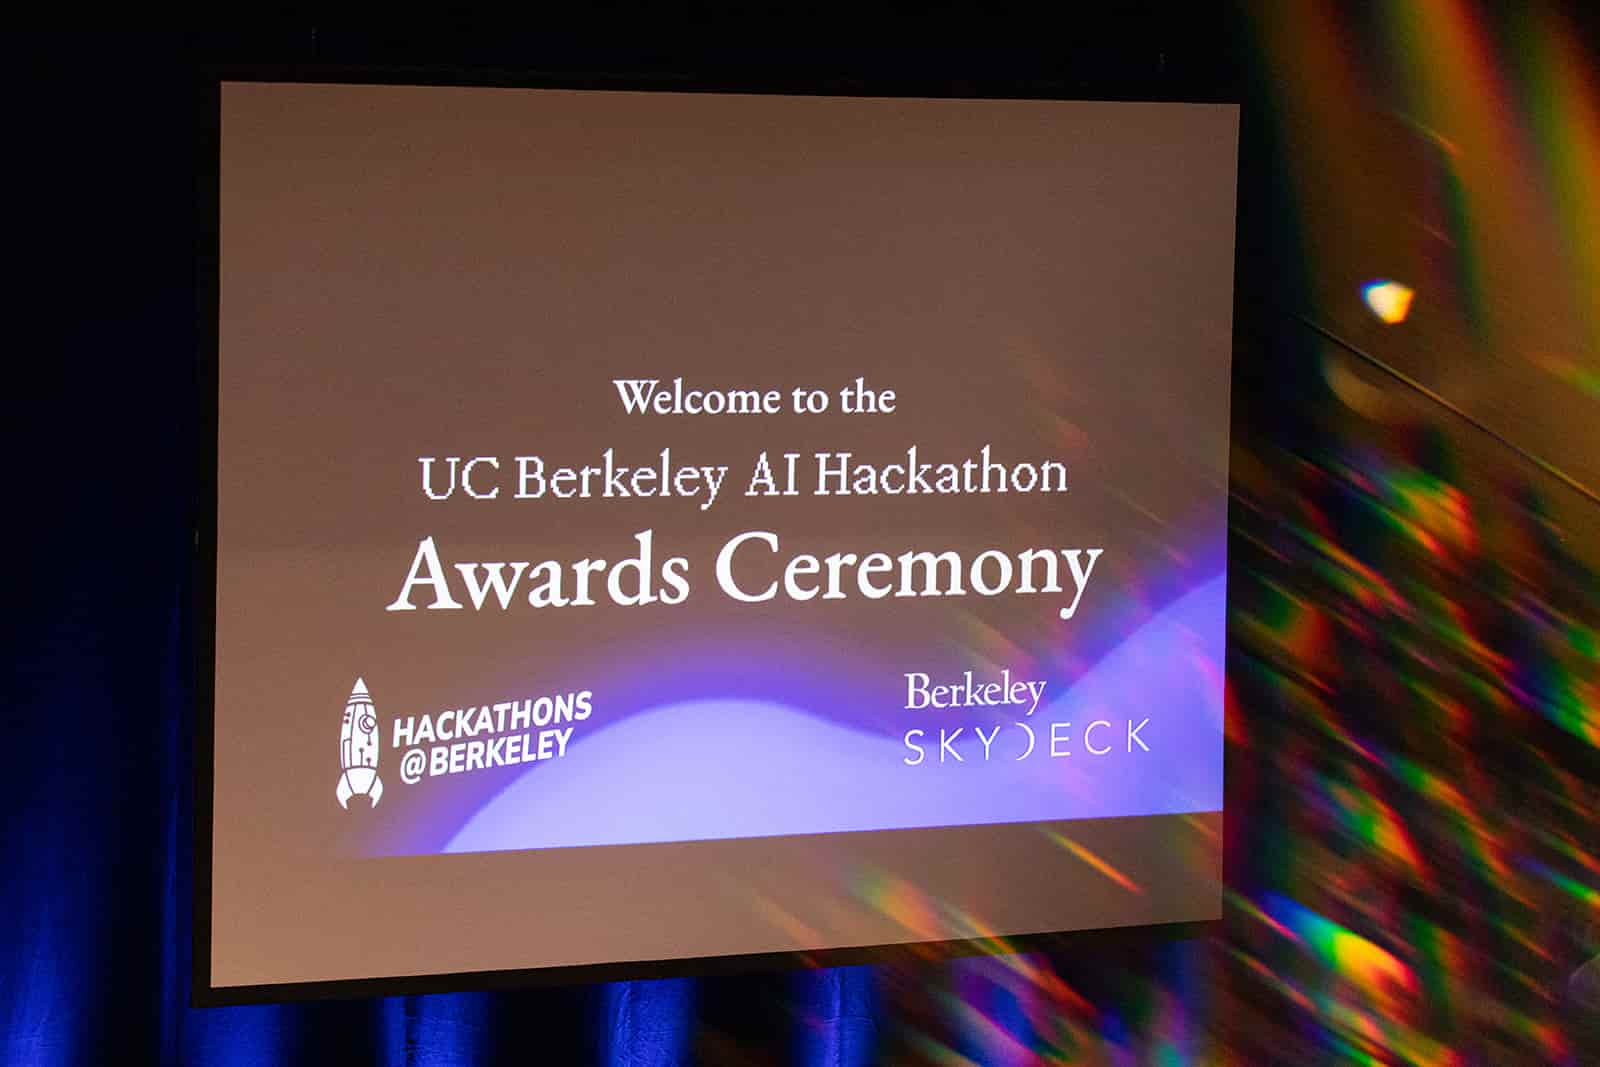 Welcome to the
UC Berkeley AI Hackathon
Awards Ceremony
HACKATHONS
@BERKELEY
Berkeley
SKYDECK